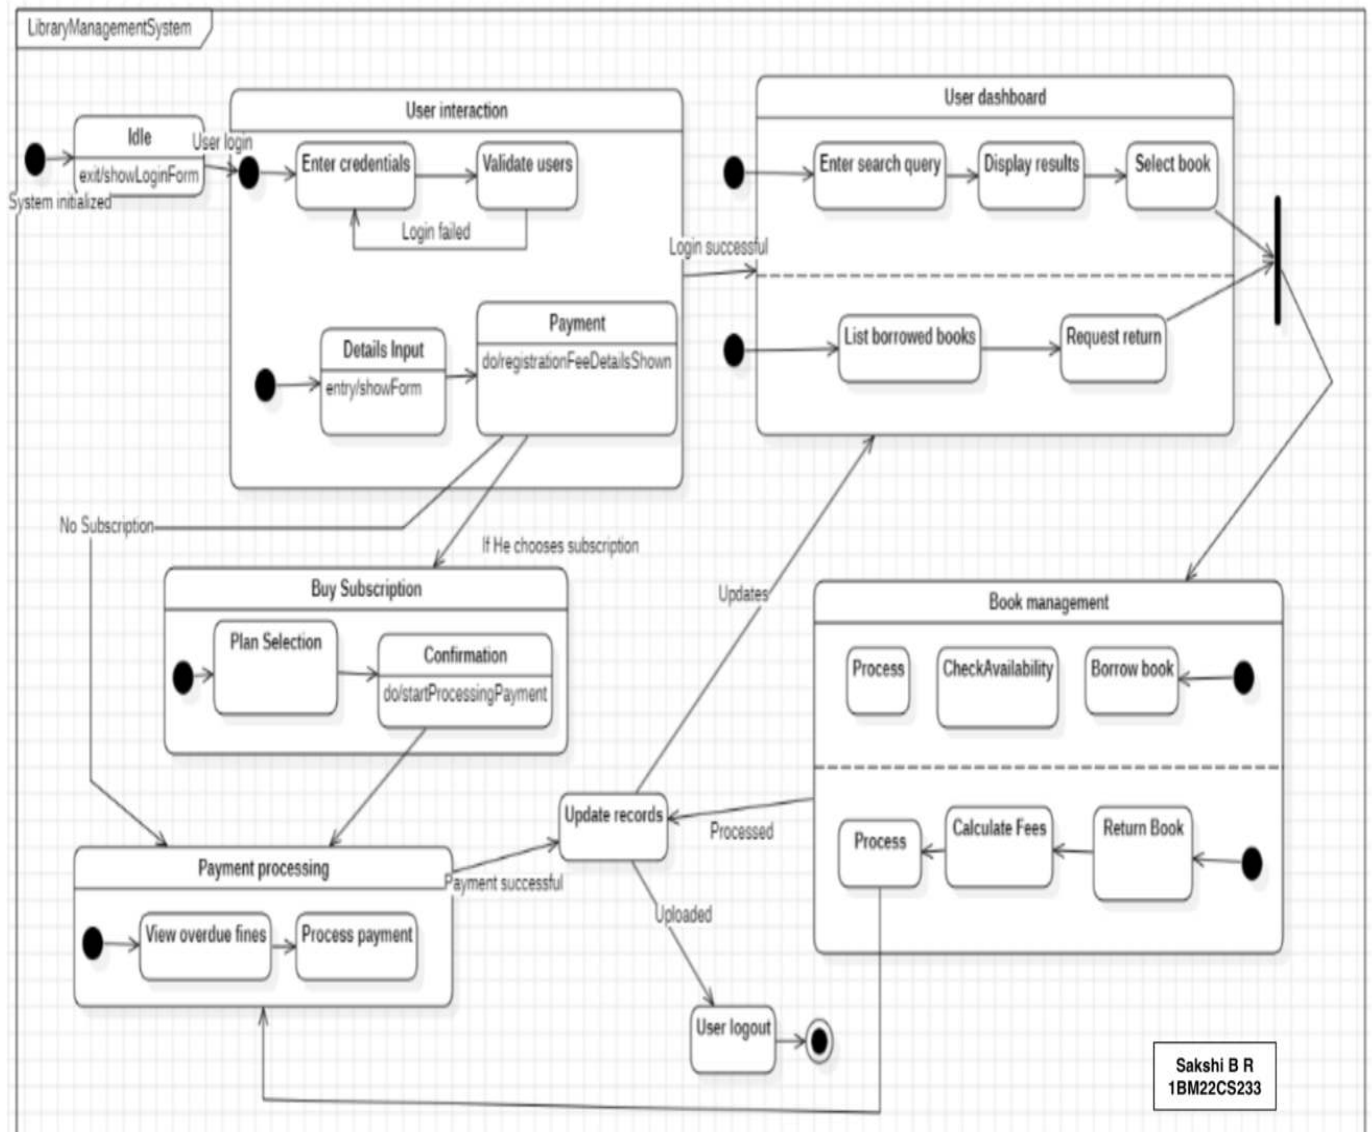 LibraryManagementSystem
Idle
exit/showLoginForm
System initialized
User login
User interaction
Enter credentials
Validate users
Login failed
Details Input
entry/showForm
Payment
do/registrationFeeDetailsShown
Login successful
User dashboard
Enter search query
Display results
Select book
List borrowed books
Request return
No Subscription
If He chooses subscription
Buy Subscription
Plan Selection
Confirmation
do/startProcessingPayment
Updates
Book management
Process
CheckAvailability
Borrow book
Process
Calculate Fees
Return Book
Update records
Processed
Payment processing
View overdue fines
Process payment
Payment successful
Uploaded
User logout
Sakshi B R
1BM22CS233